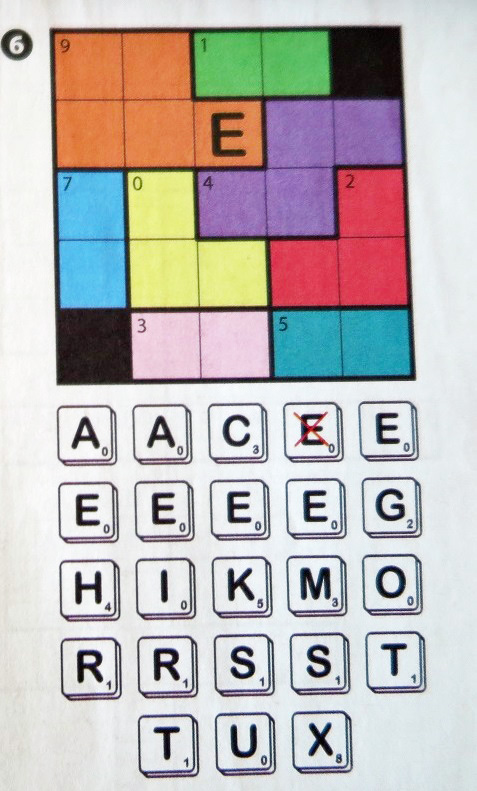 6
9 1
E
7 0 4 2
3 5
A0 A0 C3 E0 E0
E0 E0 E0 E0 G2
H4 I0 K5 M3 O0
R1 R1 S1 S1 T1
T1 U0 X8